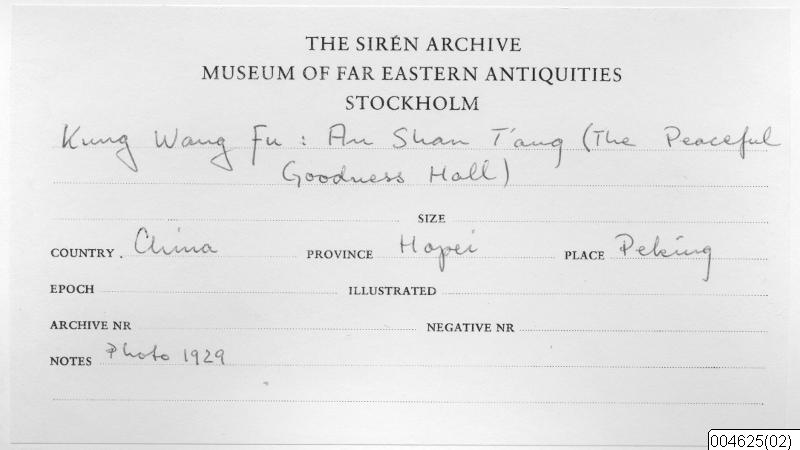 THE SIRÉN ARCHIVE
MUSEUM OF FAR EASTERN ANTIQUITIES
STOCKHOLM
Kung Wang Fu : An Shan T'ang (The Peaceful
Goodness Hall)
SIZE
COUNTRY . China PROVINCE Hopei PLACE Peking
EPOCH ILLUSTRATED
ARCHIVE NR NEGATIVE NR
NOTES Photo 1929
004625(02)